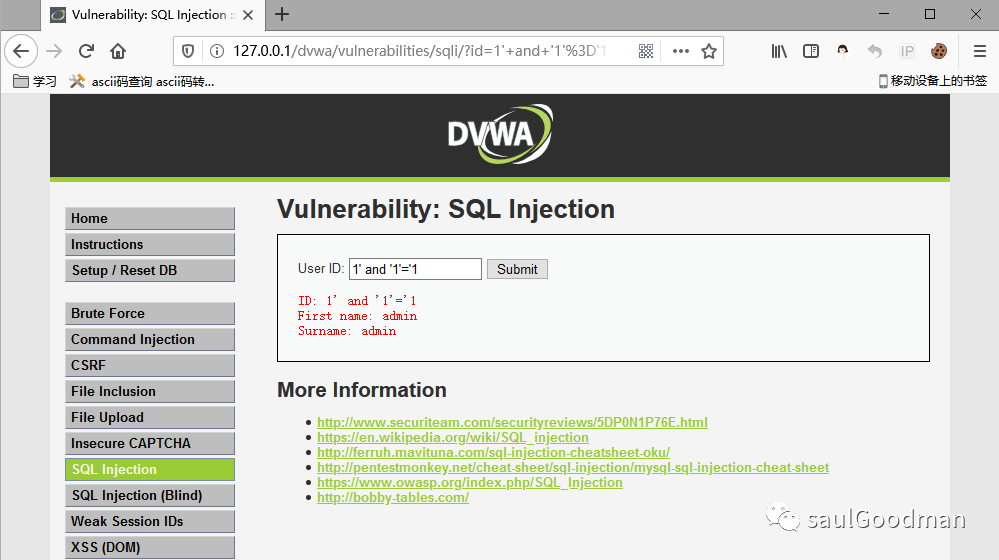 Vulnerability: SQL Injection ::
127.0.0.1/dvwa/vulnerabilities/sqli/?id=1'+and+'1'%3D'1
IP
学习
ascii码查询 ascii码转...
移动设备上的书签
DVWA
Home
Instructions
Setup / Reset DB
Brute Force
Command Injection
CSRF
File Inclusion
File Upload
Insecure CAPTCHA
SQL Injection
SQL Injection (Blind)
Weak Session IDs
XSS (DOM)
Vulnerability: SQL Injection
User ID: 1' and '1'='1 Submit
ID: 1' and '1'='1
First name: admin
Surname: admin
More Information
http://www.securiteam.com/securityreviews/5DP0N1P76E.html
https://en.wikipedia.org/wiki/SQL_injection
http://ferruh.mavituna.com/sql-injection-cheatsheet-oku/
http://pentestmonkey.net/cheat-sheet/sql-injection/mysql-sql-injection-cheat-sheet
https://www.owasp.org/index.php/SQL_Injection
http://bobby-tables.com/
saulGoodman